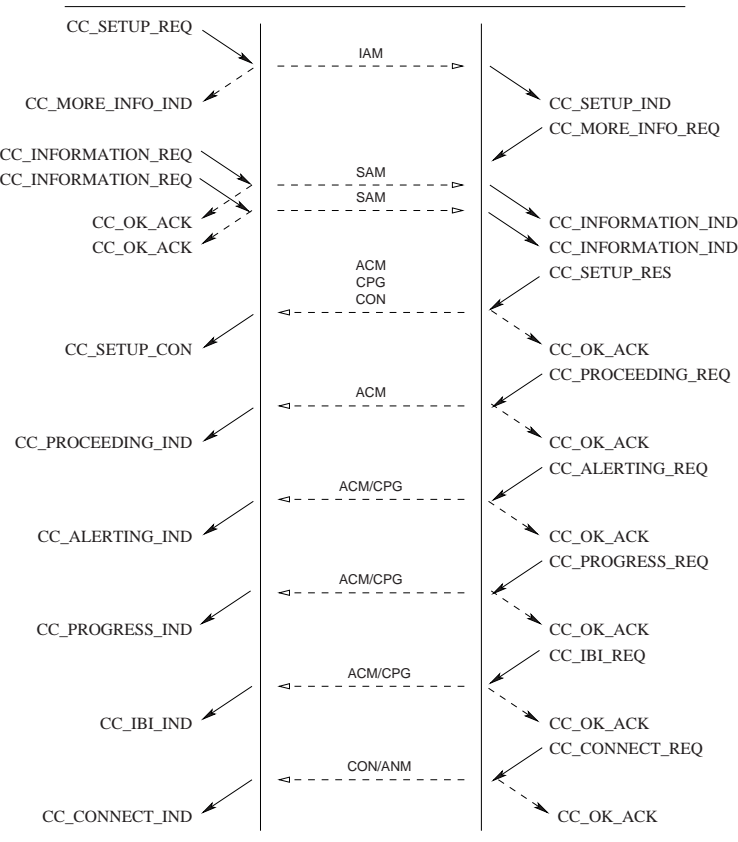 CC_SETUP_REQ
IAM
CC_MORE_INFO_IND
CC_SETUP_IND
CC_MORE_INFO_REQ
CC_INFORMATION_REQ
SAM
CC_INFORMATION_REQ
SAM
CC_OK_ACK
CC_INFORMATION_IND
CC_OK_ACK
CC_INFORMATION_IND
ACM
CC_SETUP_RES
CPG
CON
CC_SETUP_CON
CC_OK_ACK
CC_PROCEEDING_REQ
ACM
CC_PROCEEDING_IND
CC_OK_ACK
CC_ALERTING_REQ
ACM/CPG
CC_ALERTING_IND
CC_OK_ACK
CC_PROGRESS_REQ
ACM/CPG
CC_PROGRESS_IND
CC_OK_ACK
CC_IBI_REQ
ACM/CPG
CC_IBI_IND
CC_OK_ACK
CC_CONNECT_REQ
CON/ANM
CC_CONNECT_IND
CC_OK_ACK